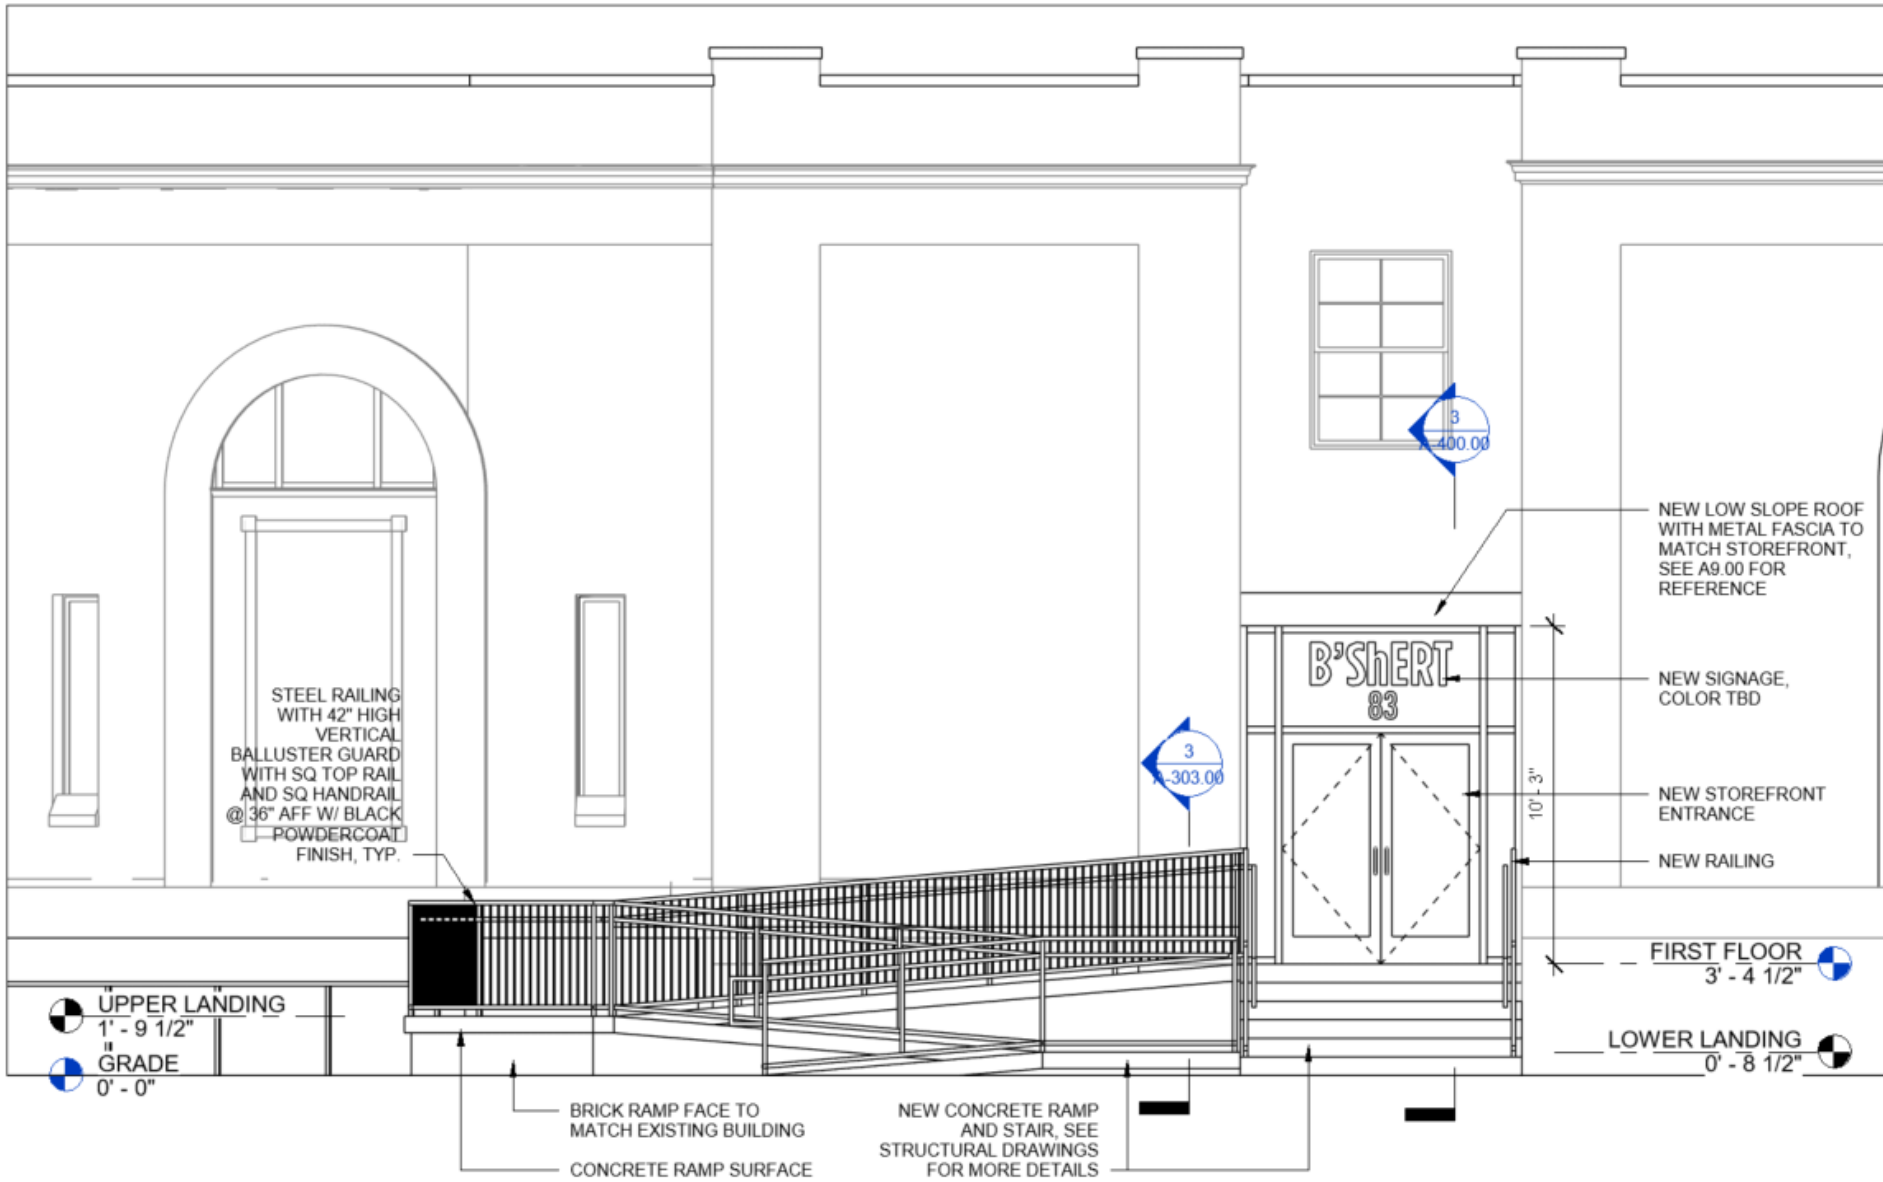 3
A-400.00
NEW LOW SLOPE ROOF
WITH METAL FASCIA TO
MATCH STOREFRONT,
SEE A9.00 FOR
REFERENCE
B'ShERT
83
NEW SIGNAGE,
COLOR TBD
STEEL RAILING
WITH 42" HIGH
VERTICAL
BALLUSTER GUARD
WITH SQ TOP RAIL
AND SQ HANDRAIL
@ 36" AFF W/ BLACK
POWDERCOAT
FINISH, TYP.
3
A-303.00
10' - 3"
NEW STOREFRONT
ENTRANCE
NEW RAILING
FIRST FLOOR
3' - 4 1/2"
UPPER LANDING
1' - 9 1/2"
LOWER LANDING
0' - 8 1/2"
GRADE
0' - 0"
BRICK RAMP FACE TO
MATCH EXISTING BUILDING
CONCRETE RAMP SURFACE
NEW CONCRETE RAMP
AND STAIR, SEE
STRUCTURAL DRAWINGS
FOR MORE DETAILS